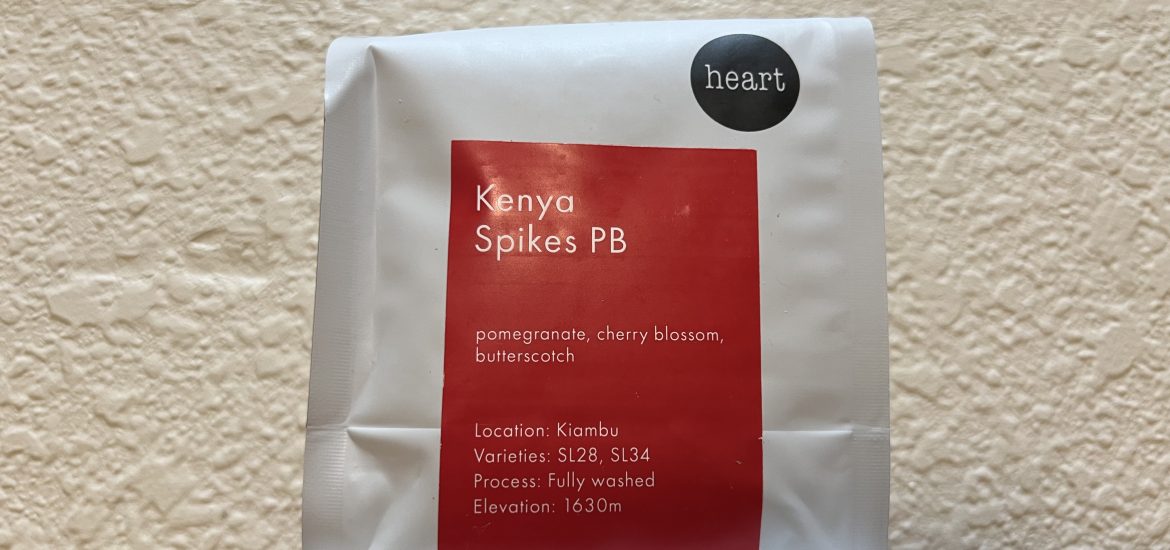 heart
Kenya
Spikes PB
pomegranate, cherry blossom,
butterscotch
Location: Kiambu
Varieties: SL28, SL34
Process: Fully washed
Elevation: 1630m